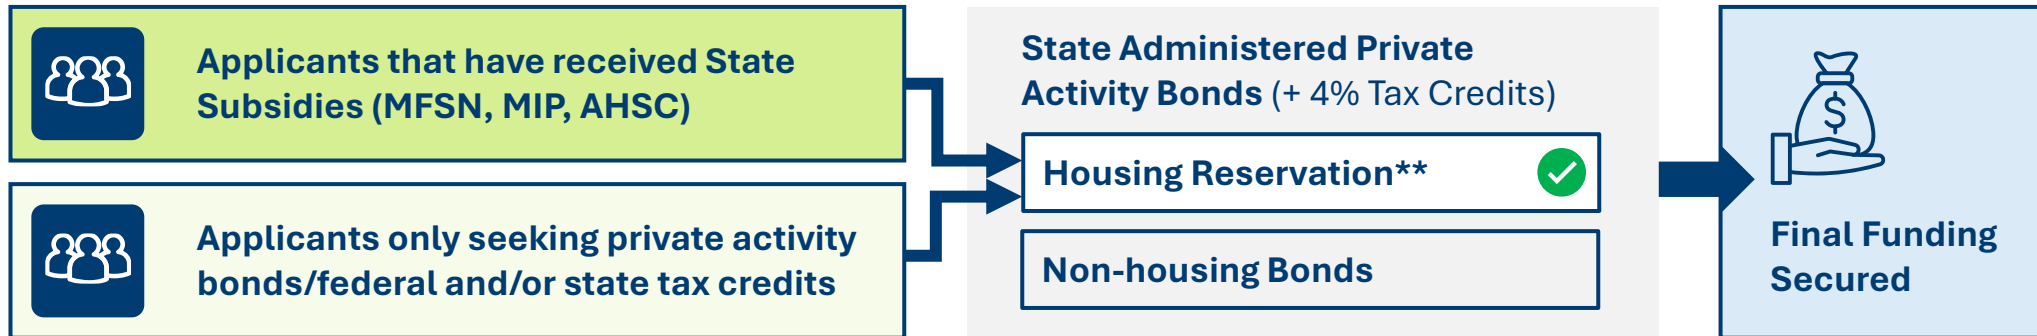 Applicants that have received State
Subsidies (MFSN, MIP, AHSC)
Applicants only seeking private activity
bonds/federal and/or state tax credits
State Administered Private
Activity Bonds (+ 4% Tax Credits)
Housing Reservation**
Non-housing Bonds
$
Final Funding
Secured